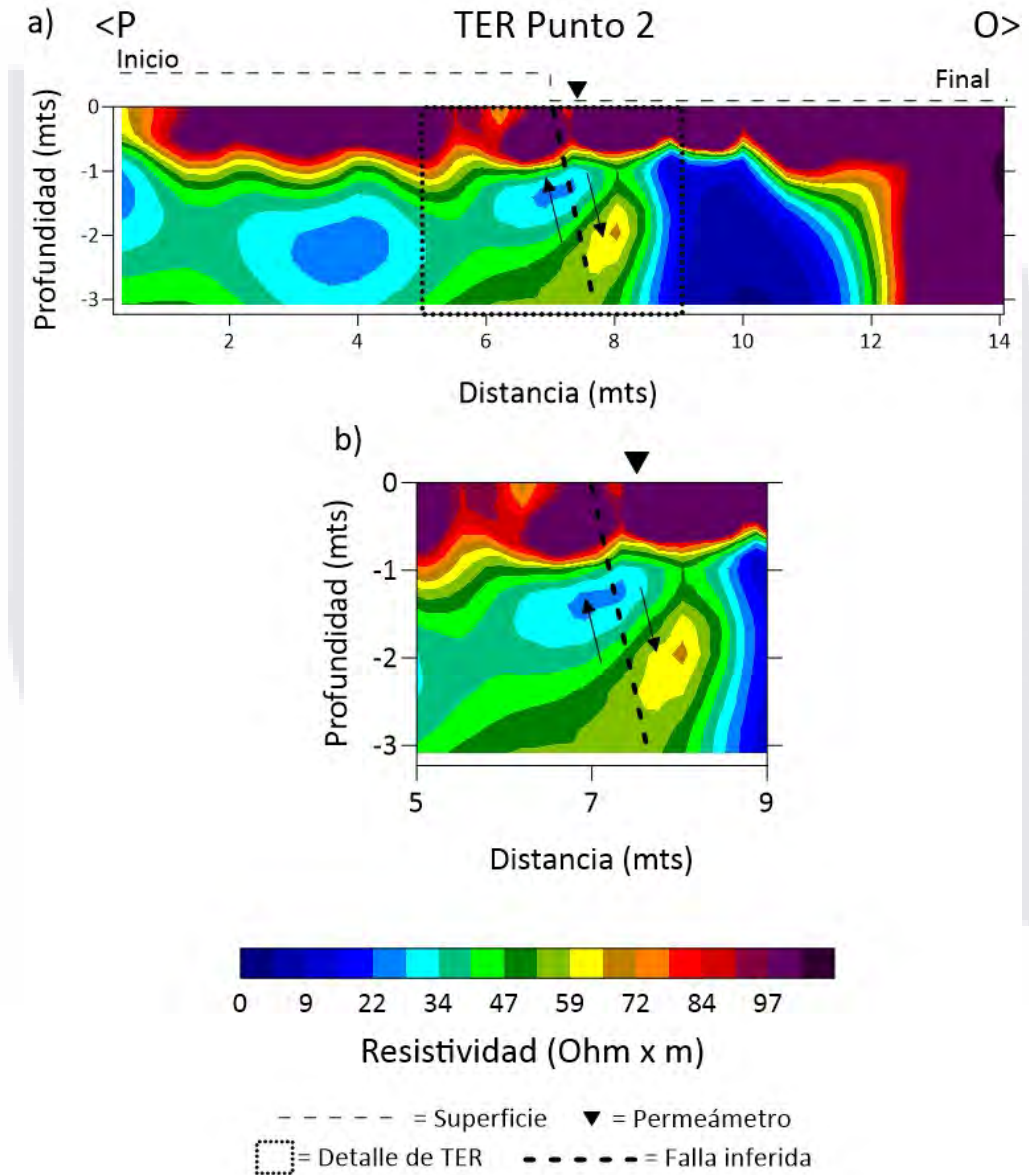 a) <P TER Punto 2 O>
Inicio
Final
0
-1
-2
-3
Profundidad (mts)
2 4 6 8 10 12 14
Distancia (mts)
b)
0
-1
-2
-3
Profundidad (mts)
5 7 9
Distancia (mts)
0 9 22 34 47 59 72 84 97
Resistividad (Ohm x m)
= Superficie = Permeámetro
= Detalle de TER = Falla inferida